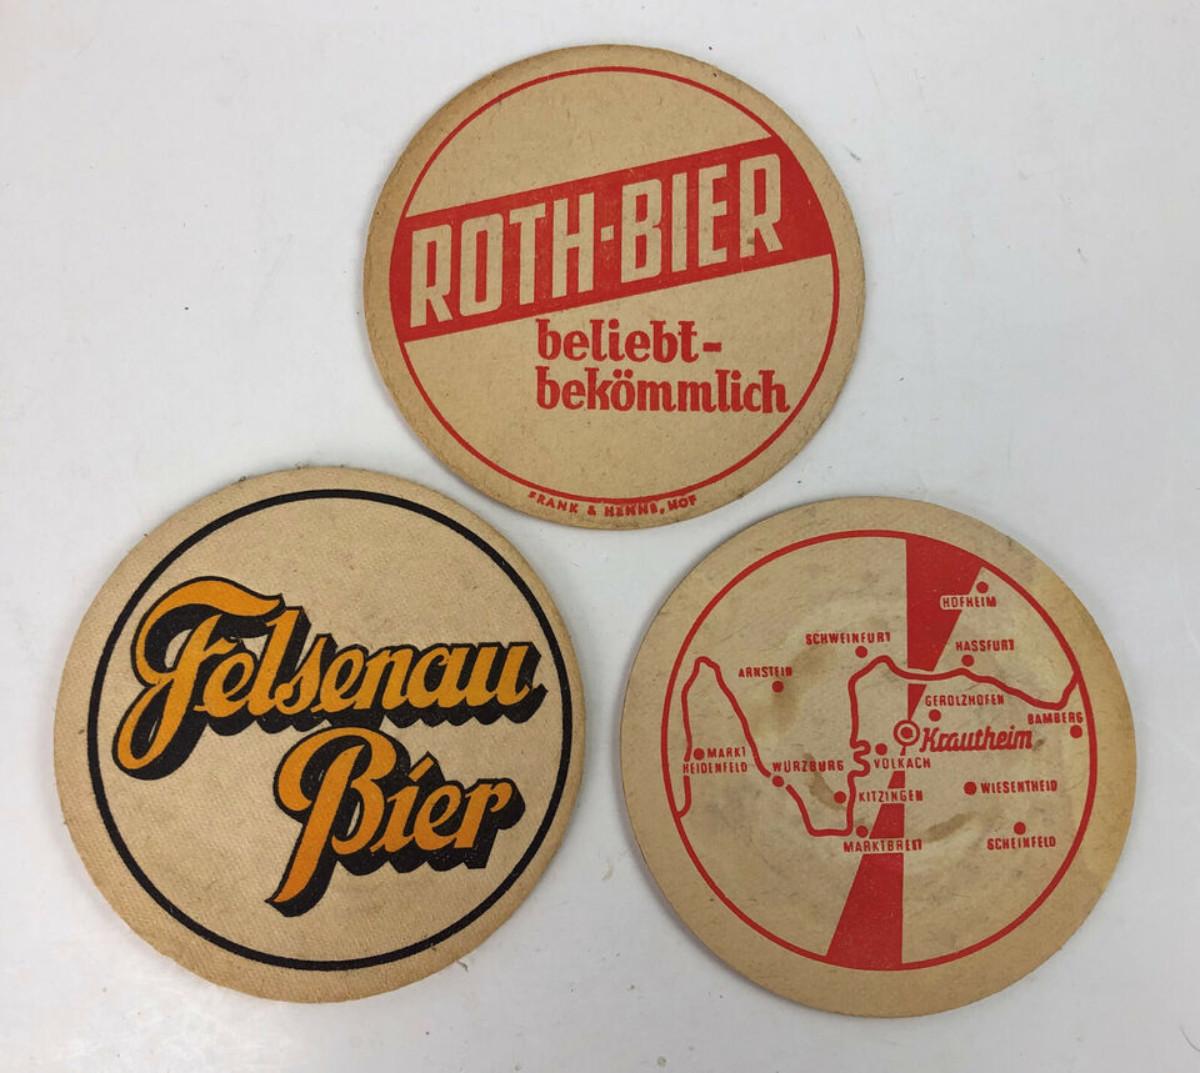 ROTH-BIER
beliebt-
bekömmlich
FRANK & HENNE, HOF
Felsenau
Bier
HOFHEIM
SCHWEINFURT
HASSFURT
ARNSTEIN
GEROLZHOFEN
BAMBERG
Krautheim
MARKT
HEIDENFELD
WÜRZBURG
VOLKACH
KITZINGEN
WIESENTHEID
MARKTBREIT
SCHEINFELD